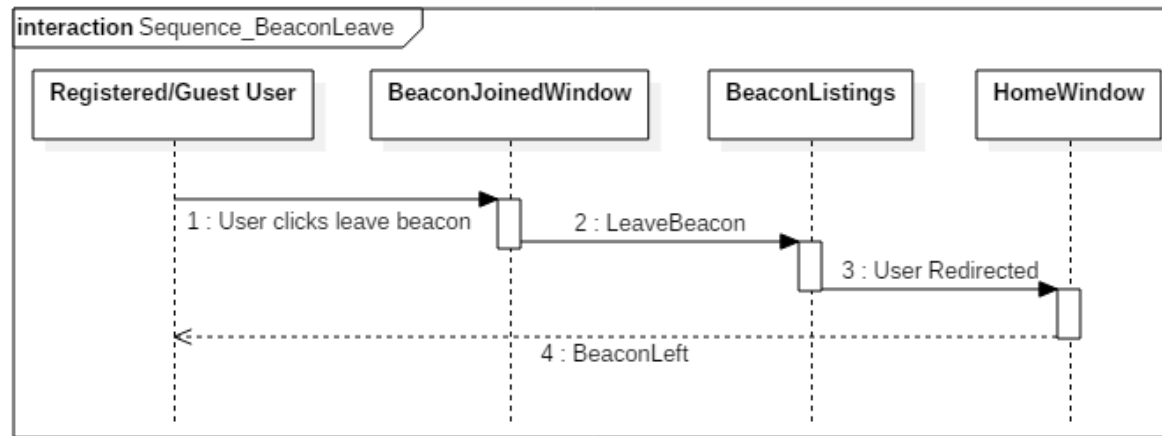 interaction Sequence_BeaconLeave
Registered/Guest User
BeaconJoinedWindow
BeaconListings
HomeWindow
1 : User clicks leave beacon
2 : LeaveBeacon
3 : User Redirected
4 : BeaconLeft